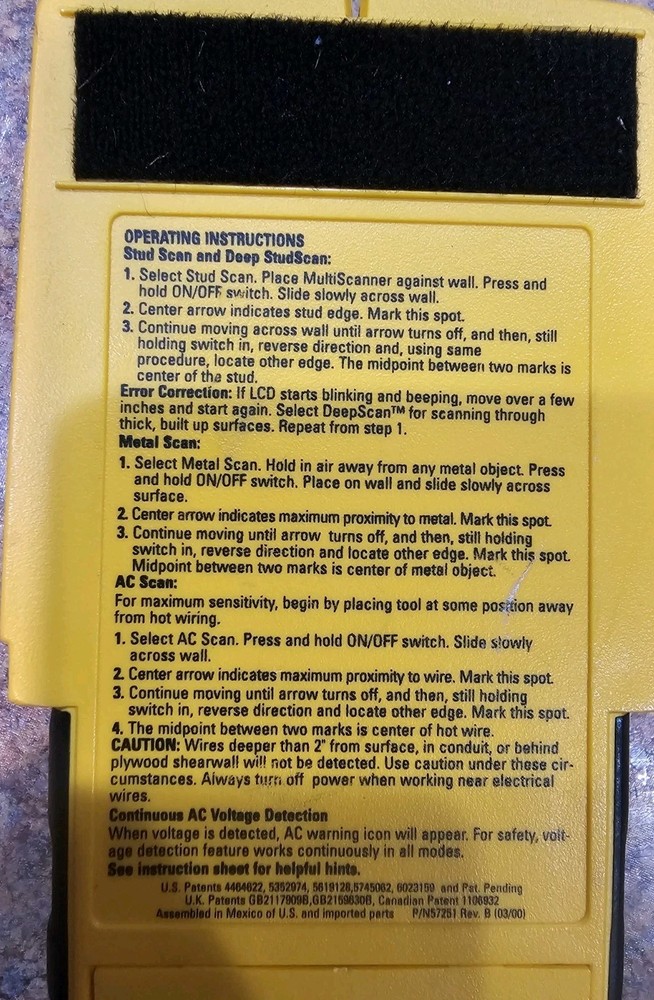 OPERATING INSTRUCTIONS
Stud Scan and Deep StudScan:
1. Select Stud Scan. Place MultiScanner against wall. Press and
hold ON/OFF switch. Slide slowly across wall.
2. Center arrow indicates stud edge. Mark this spot.
3. Continue moving across wall until arrow turns off, and then, still
holding switch in, reverse direction and, using same
procedure, locate other edge. The midpoint between two marks is
center of the stud.
Error Correction: If LCD starts blinking and beeping, move over a few
inches and start again. Select DeepScan™ for scanning through
thick, built up surfaces. Repeat from step 1.
Metal Scan:
1. Select Metal Scan. Hold in air away from any metal object. Press
and hold ON/OFF switch. Place on wall and slide slowly across
surface.
2. Center arrow indicates maximum proximity to metal. Mark this spot.
3. Continue moving until arrow turns off, and then, still holding
switch in, reverse direction and locate other edge. Mark this spot.
Midpoint between two marks is center of metal object.
AC Scan:
For maximum sensitivity, begin by placing tool at some position away
from hot wiring.
1. Select AC Scan. Press and hold ON/OFF switch. Slide slowly
across wall.
2. Center arrow indicates maximum proximity to wire. Mark this spot.
3. Continue moving until arrow turns off, and then, still holding
switch in, reverse direction and locate other edge. Mark this spot.
4. The midpoint between two marks is center of hot wire.
CAUTION: Wires deeper than 2" from surface, in conduit, or behind
plywood shearwall will not be detected. Use caution under these cir-
cumstances. Always turn off power when working near electrical
wires.
Continuous AC Voltage Detection
When voltage is detected, AC warning icon will appear. For safety, volt-
age detection feature works continuously in all modes.
See instruction sheet for helpful hints.
U.S. Patents 4464622, 5352974, 5619128,5745062, 6023159 and Pat. Pending
U.K. Patents GB2117909B,GB2159630B, Canadian Patent 1106932
Assembled in Mexico of U.S. and imported parts P/N57251 Rev. B (03/00)